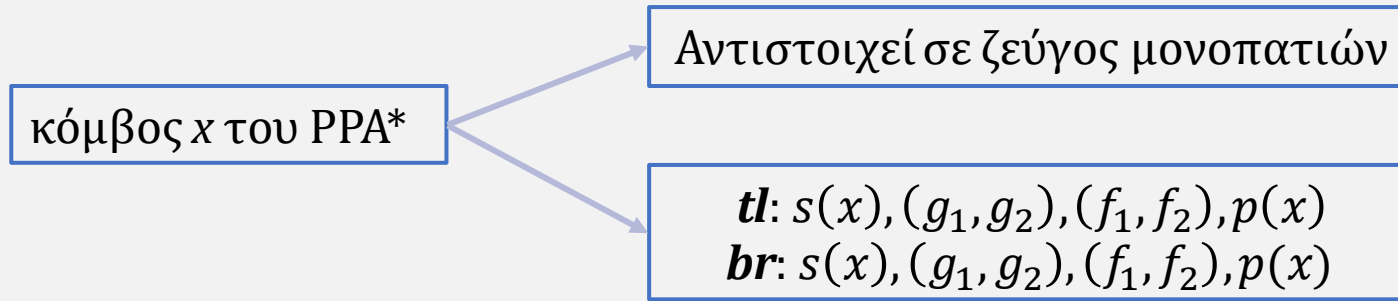 κόμβος x του PPA*
Αντιστοιχεί σε ζεύγος μονοπατιών
tl: s(x), (g₁, g₂), (f₁, f₂), p(x)
br: s(x), (g₁, g₂), (f₁, f₂), p(x)